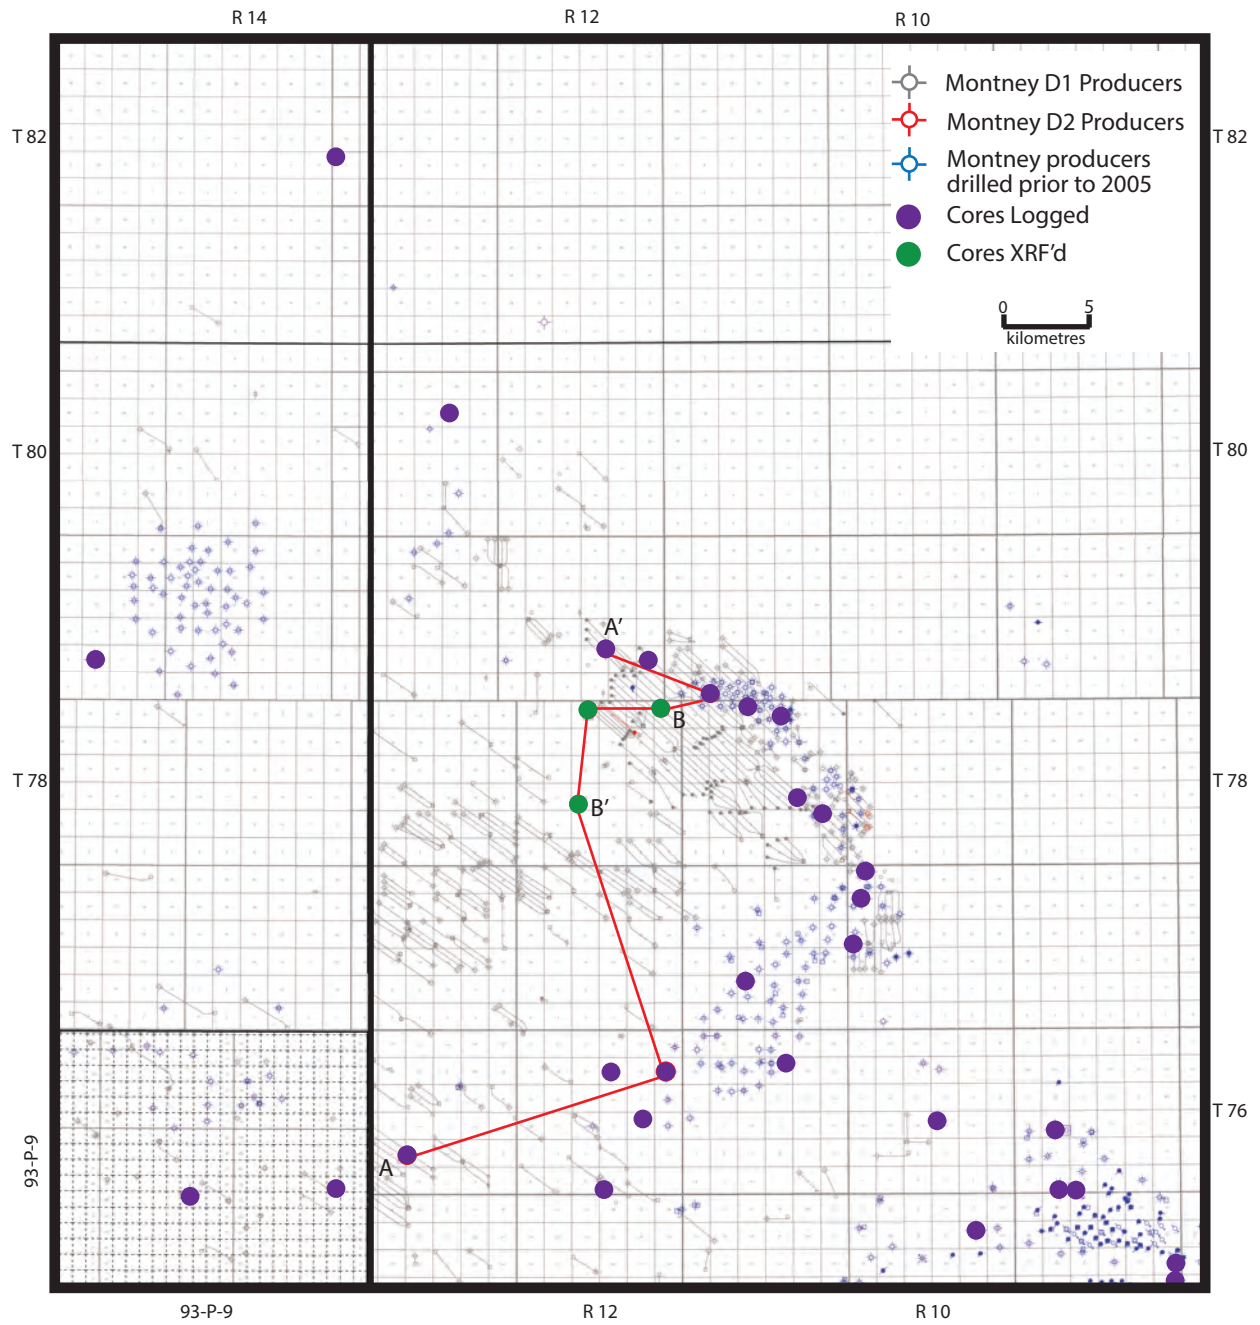 R 14
R 12
R 10
T 82
T 82
Montney D1 Producers
Montney D2 Producers
Montney producers
drilled prior to 2005
Cores Logged
Cores XRF'd
0
5
kilometres
T 80
T 80
A'
B
T 78
T 78
B'
T 76
A
93-P-9
93-P-9
R 12
R 10